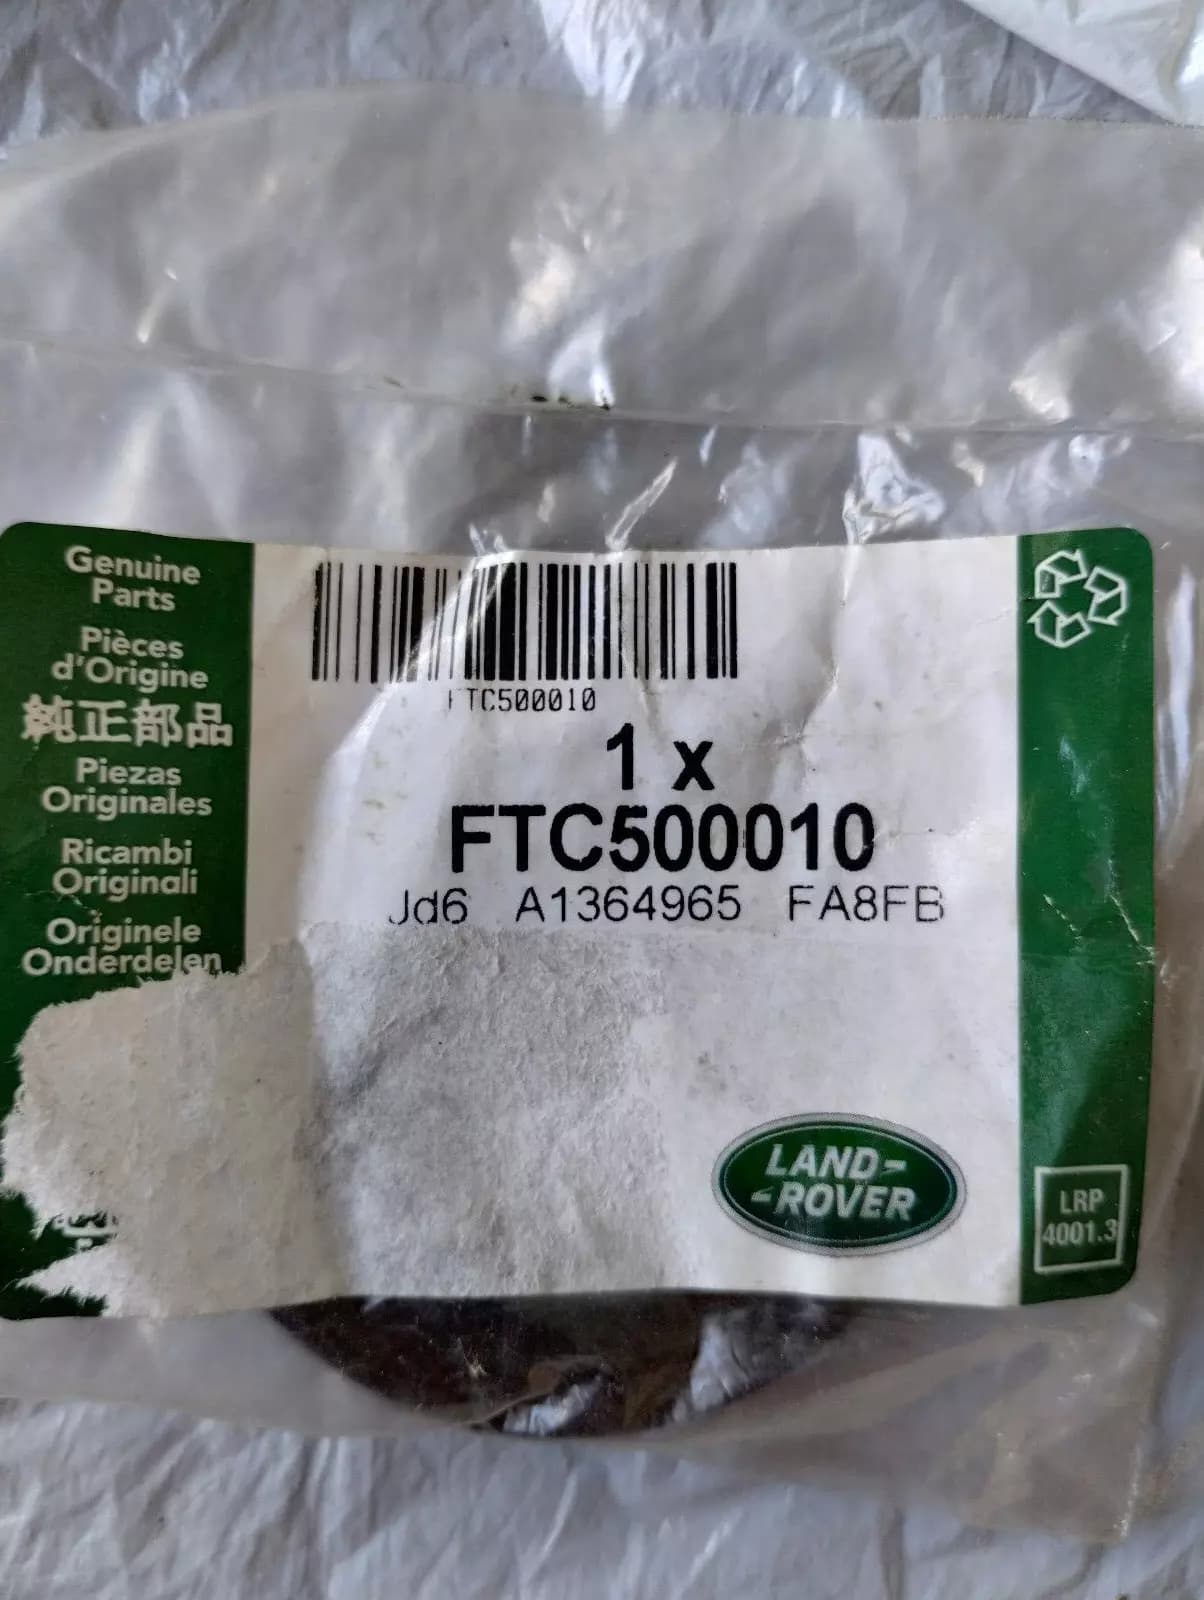 Genuine
Parts
Pièces
d'Origine
純正部品
Piezas
Originales
Ricambi
Originali
Originele
Onderdelen
FTC500010
1 x
FTC500010
Jd6 A1364965 FA8FB
LAND-
-ROVER
LRP
4001.3